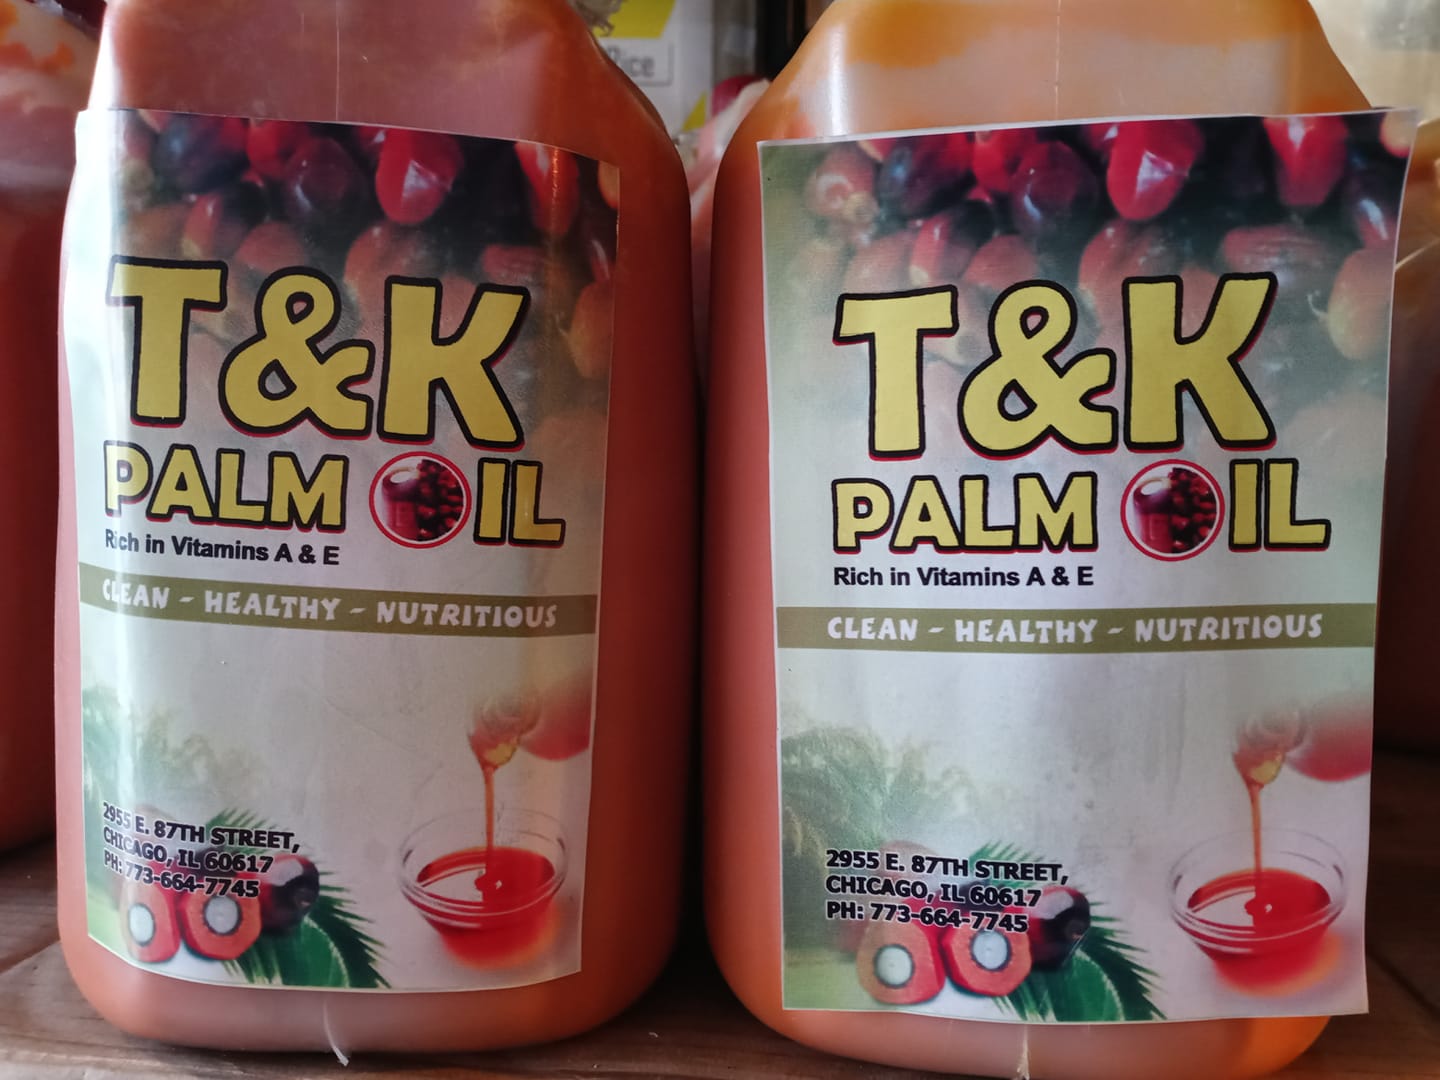 Rice
T&K
PALM OIL
Rich in Vitamins A & E
CLEAN - HEALTHY - NUTRITIOUS
2955 E. 87TH STREET,
CHICAGO, IL 60617
PH: 773-664-7745
T&K
PALM OIL
Rich in Vitamins A & E
CLEAN - HEALTHY - NUTRITIOUS
2955 E. 87TH STREET,
CHICAGO, IL 60617
PH: 773-664-7745